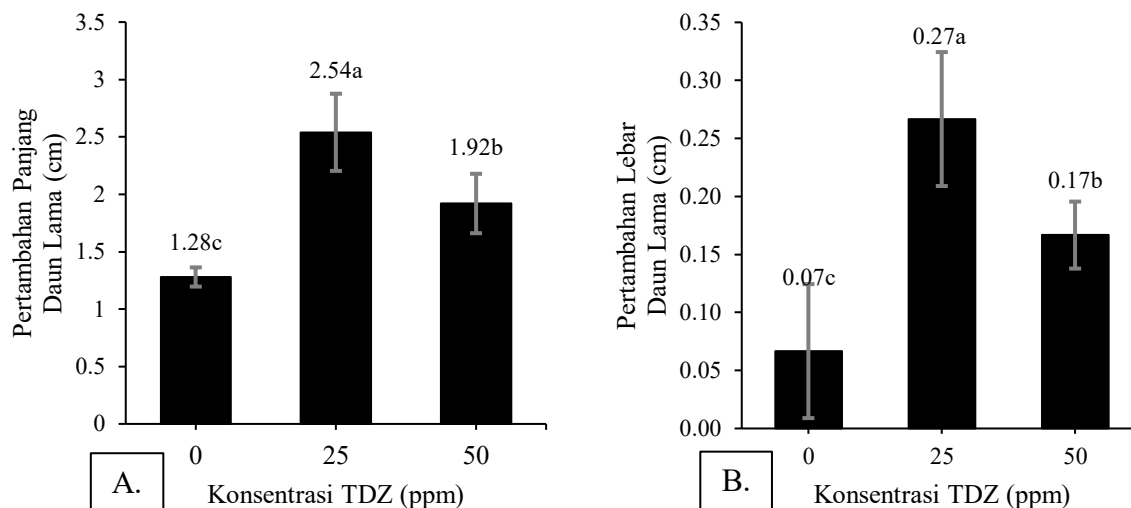 Pertambahan Panjang
Daun Lama (cm)
3.5
3
2.5
2
1.5
1
0.5
0
1.28c
2.54a
1.92b
0
25
50
Konsentrasi TDZ (ppm)
A.
Pertambahan Lebar
Daun Lama (cm)
0.35
0.30
0.25
0.20
0.15
0.10
0.05
0.00
0.07c
0.27a
0.17b
0
25
50
Konsentrasi TDZ (ppm)
B.